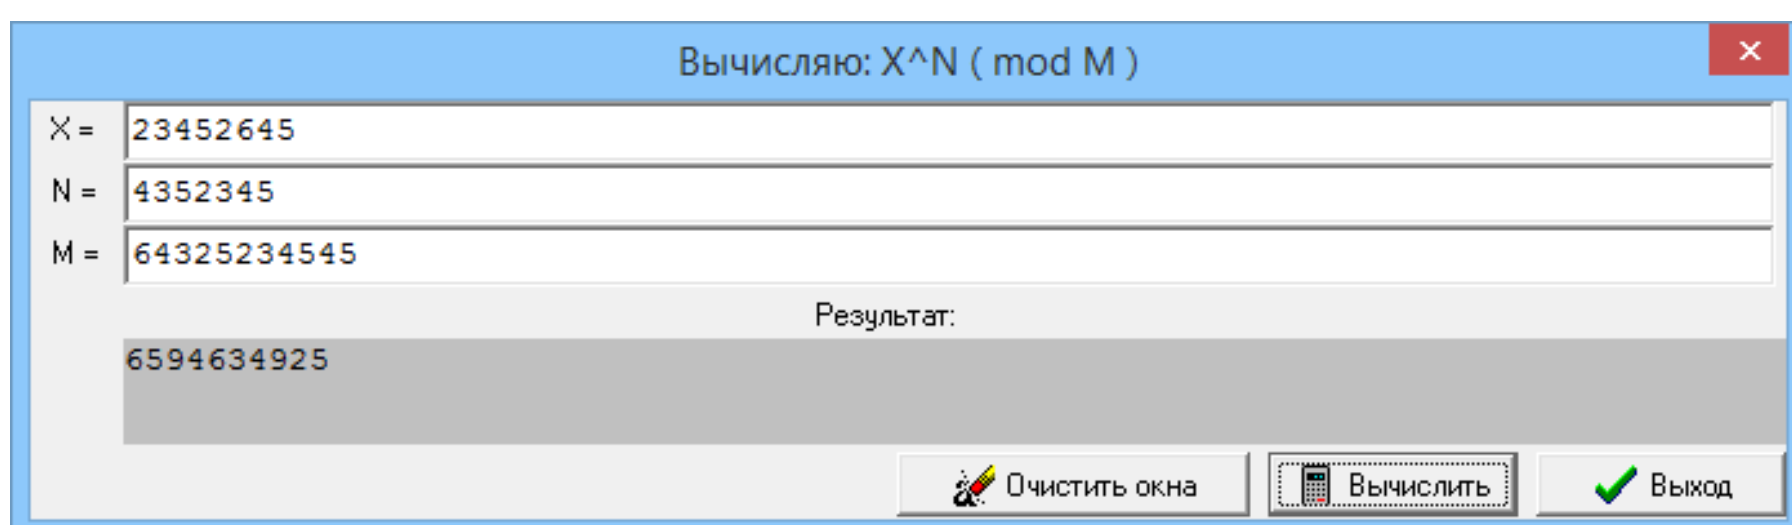 Вычисляю: X^N ( mod M )
X = 23452645
N = 4352345
M = 64325234545
Результат:
6594634925
Очистить окна Вычислить Выход